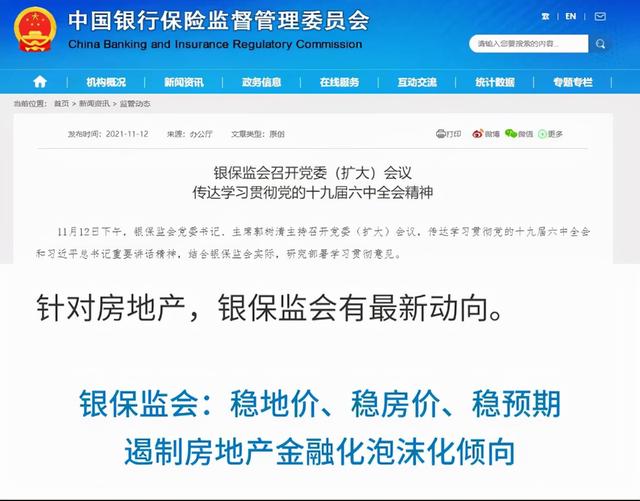 中国银行保险监督管理委员会
China Banking and Insurance Regulatory Commission
繁 EN
请输入您要搜索的内容...
机构概况 新闻资讯 政务信息 在线服务 互动交流 统计数据 专题专栏
当前位置：首页 > 新闻资讯 > 监管动态
发布时间：2021-11-12 来源：办公厅 文章类型：原创 打印 微博 微信 更多
银保监会召开党委（扩大）会议
传达学习贯彻党的十九届六中全会精神
11月12日下午，银保监会党委书记、主席郭树清主持召开党委（扩大）会议，传达学习贯彻党的十九届六中全会
和习近平总书记重要讲话精神，结合银保监会实际，研究部署学习贯彻意见。
针对房地产，银保监会有最新动向。
银保监会：稳地价、稳房价、稳预期
遏制房地产金融化泡沫化倾向